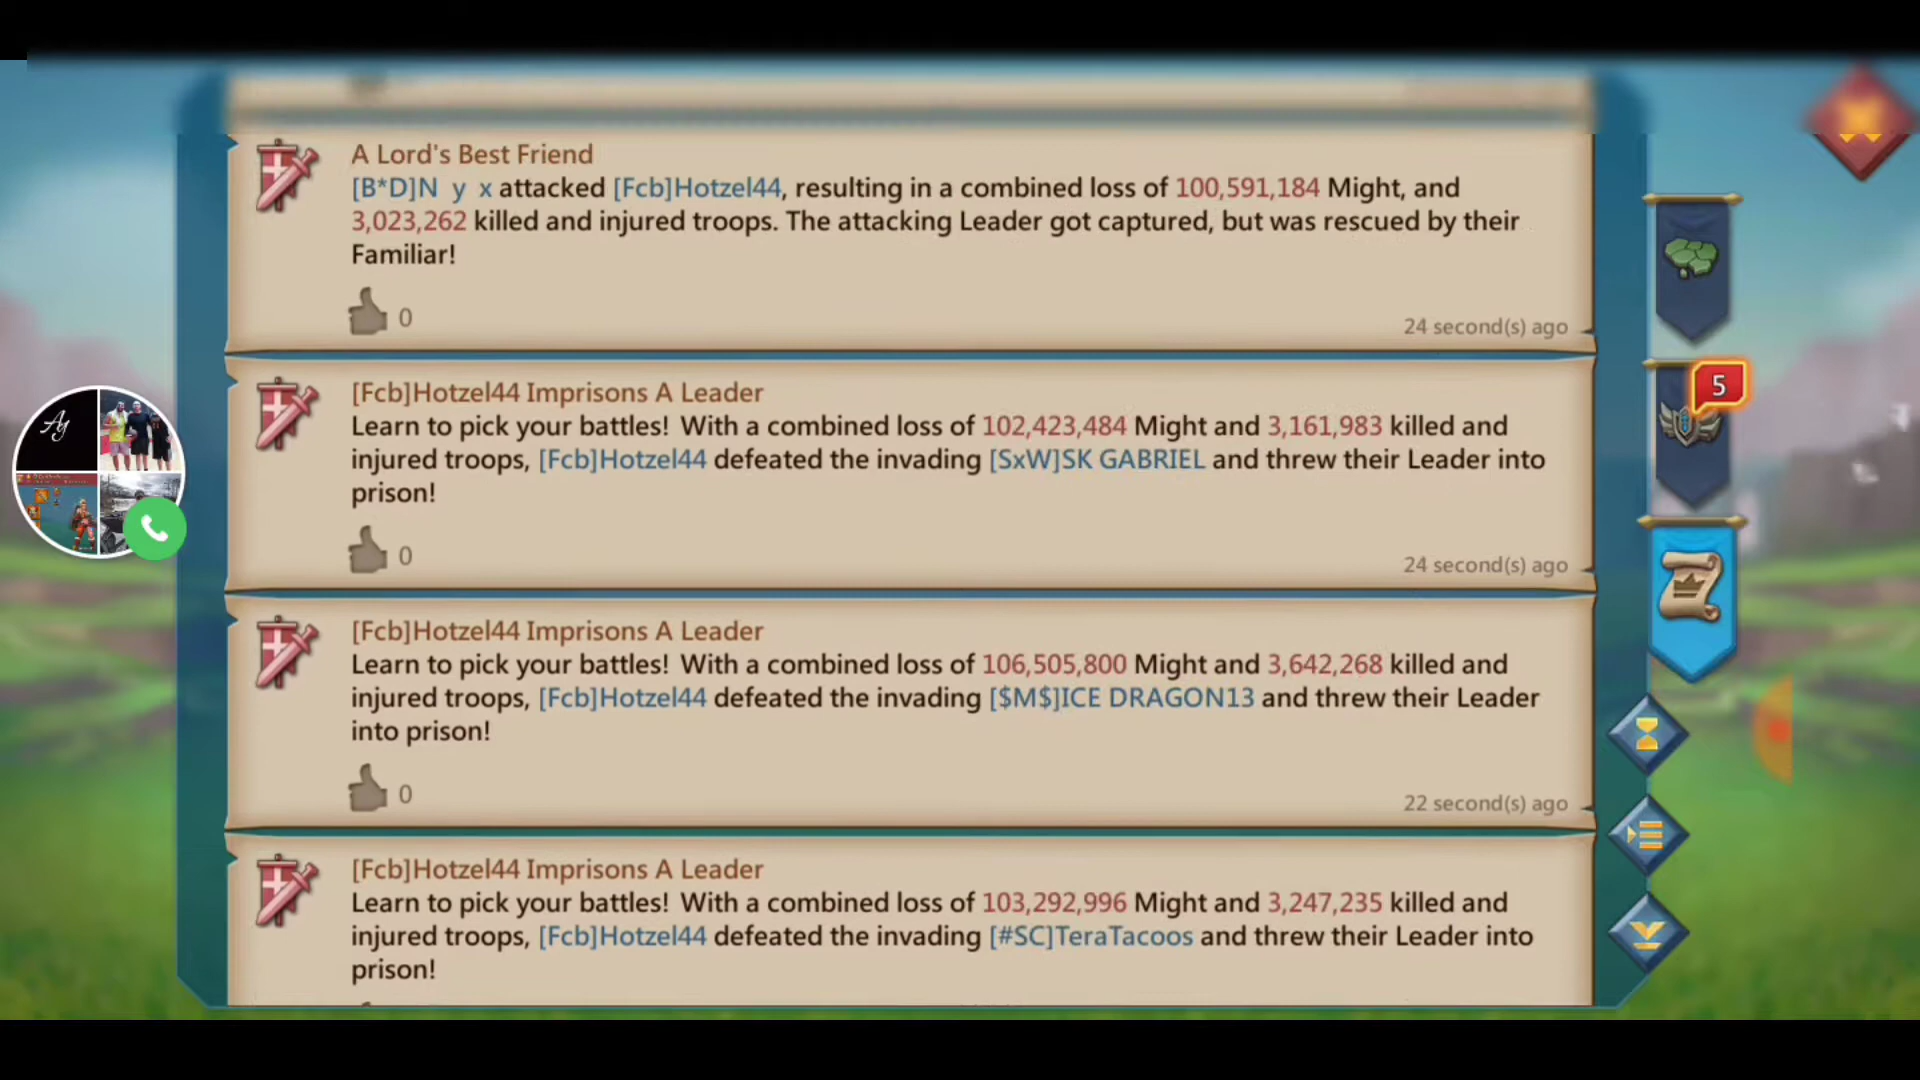 A Lord's Best Friend
[B*D]N y x attacked [Fcb]Hotzel44, resulting in a combined loss of 100,591,184 Might, and
3,023,262 killed and injured troops. The attacking Leader got captured, but was rescued by their
Familiar!
0
24 second(s) ago
[Fcb]Hotzel44 Imprisons A Leader
Learn to pick your battles! With a combined loss of 102,423,484 Might and 3,161,983 killed and
injured troops, [Fcb]Hotzel44 defeated the invading [SxW]SK GABRIEL and threw their Leader into
prison!
0
24 second(s) ago
[Fcb]Hotzel44 Imprisons A Leader
Learn to pick your battles! With a combined loss of 106,505,800 Might and 3,642,268 killed and
injured troops, [Fcb]Hotzel44 defeated the invading [$M$]ICE DRAGON13 and threw their Leader
into prison!
0
22 second(s) ago
[Fcb]Hotzel44 Imprisons A Leader
Learn to pick your battles! With a combined loss of 103,292,996 Might and 3,247,235 killed and
injured troops, [Fcb]Hotzel44 defeated the invading [#SC]TeraTacoos and threw their Leader into
prison!
5
Ay